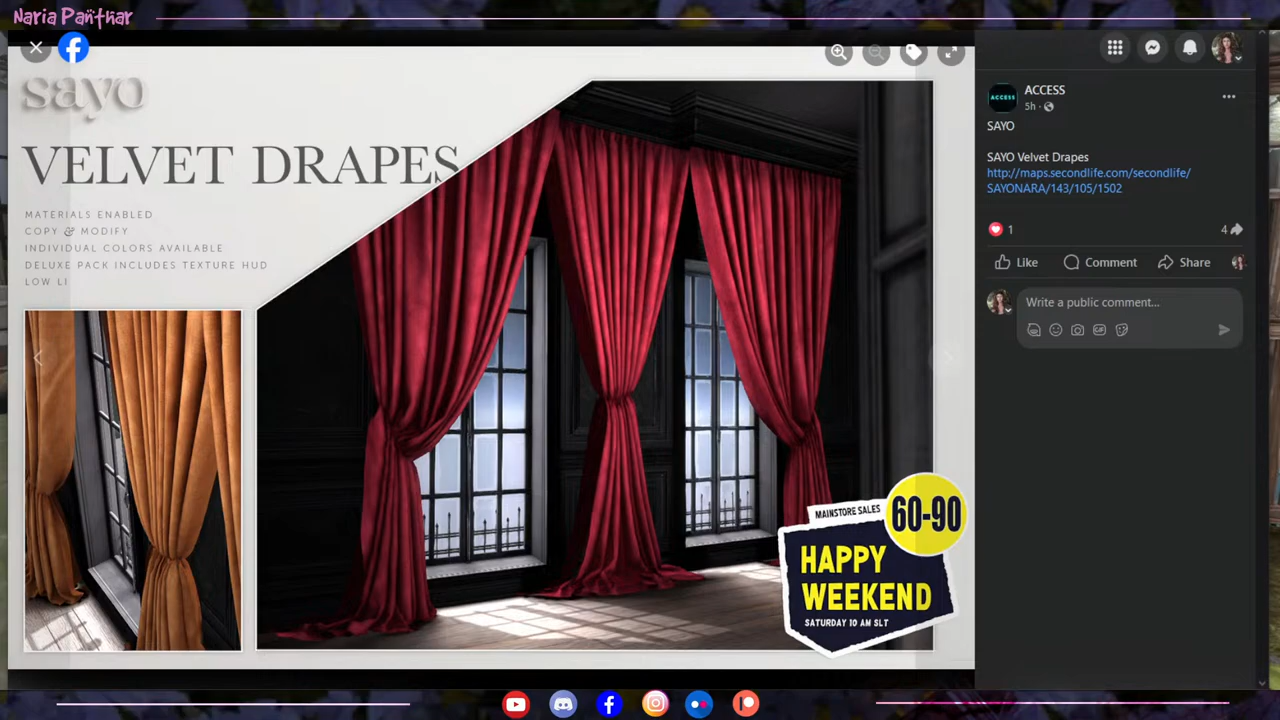 Naria Panthar
sayo
VELVET DRAPES
MATERIALS ENABLED
COPY & MODIFY
INDIVIDUAL COLORS AVAILABLE
DELUXE PACK INCLUDES TEXTURE HUD
LOW LI
MAINSTORE SALES
60-90
HAPPY
WEEKEND
SATURDAY 10 AM SLT
ACCESS
ACCESS
5h ·
SAYO
SAYO Velvet Drapes
http://maps.secondlife.com/secondlife/
SAYONARA/143/105/1502
1
4
Like
Comment
Share
Write a public comment...
GIF